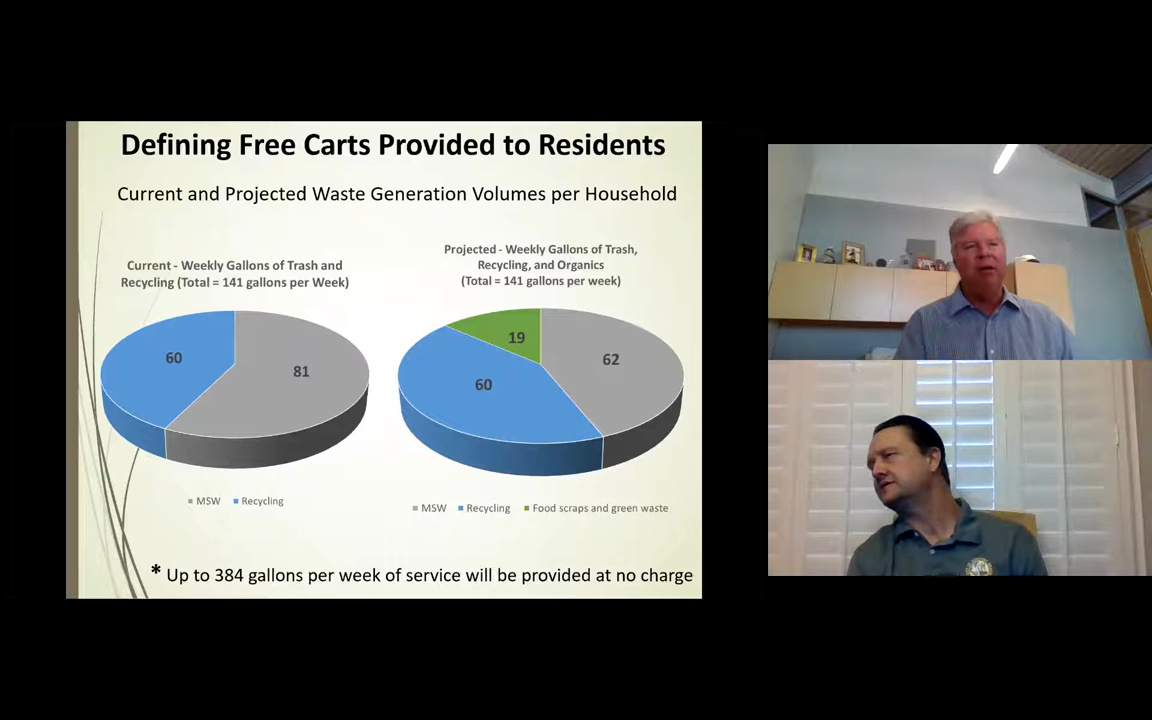 Defining Free Carts Provided to Residents
Current and Projected Waste Generation Volumes per Household
Current - Weekly Gallons of Trash and
Recycling (Total = 141 gallons per Week)
60
81
MSW Recycling
Projected - Weekly Gallons of Trash,
Recycling, and Organics
(Total = 141 gallons per week)
19
62
60
MSW Recycling Food scraps and green waste
* Up to 384 gallons per week of service will be provided at no charge